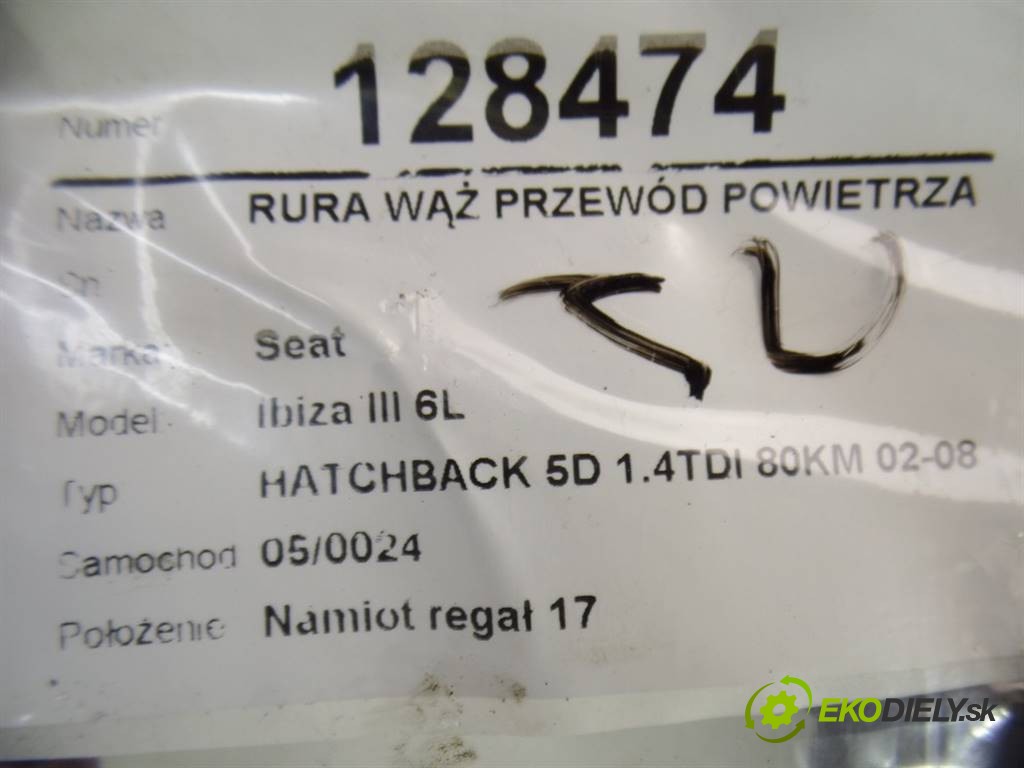 Numer 128474
Nazwa RURA WĄŻ PRZEWÓD POWIETRZA
Marka: Seat
Model: Ibiza III 6L
Typ HATCHBACK 5D 1.4TDI 80KM 02-08
Samochod 05/0024
Położenie Namiot regał 17
EKODIELY.sk